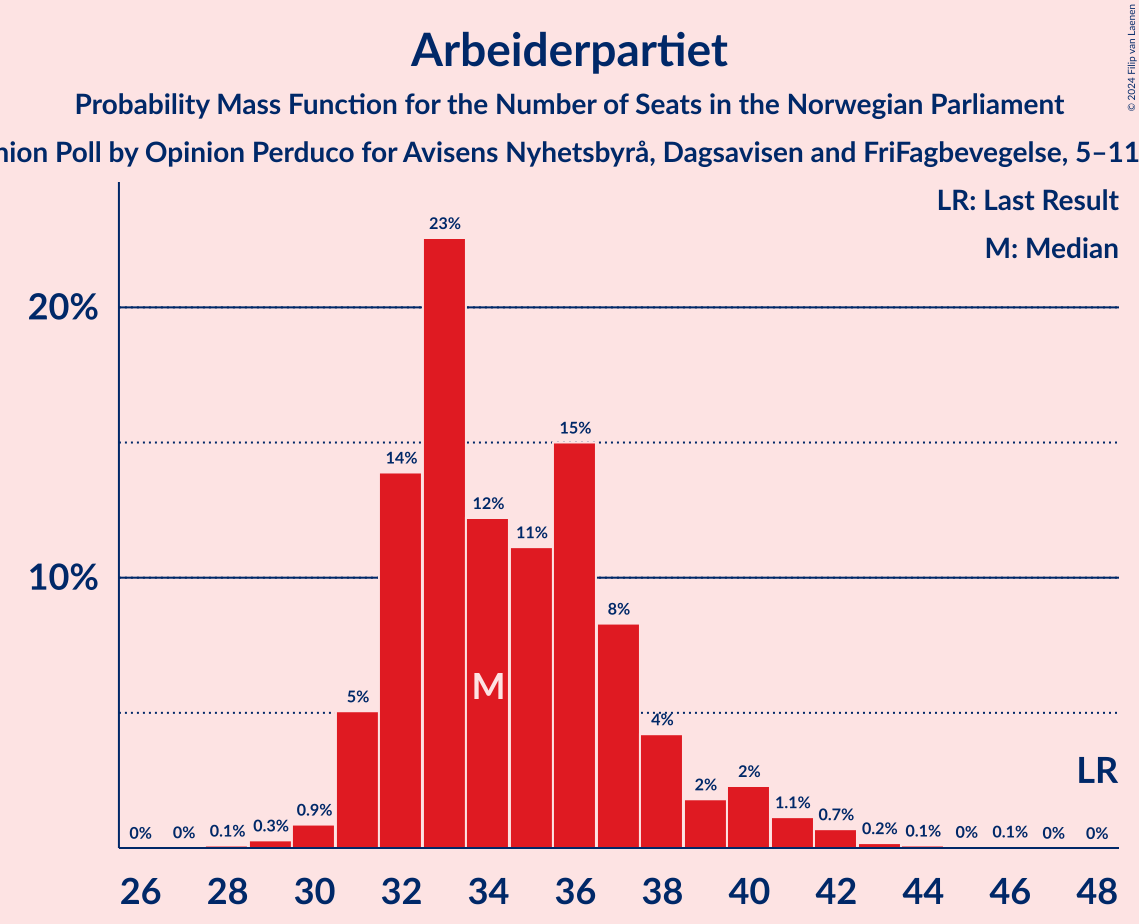 Arbeiderpartiet
Probability Mass Function for the Number of Seats in the Norwegian Parliament
nion Poll by Opinion Perduco for Avisens Nyhetsbyrå, Dagsavisen and FriFagbevegelse, 5–11
© 2024 Filip van Laenen
LR: Last Result
M: Median
20%
10%
0% 0% 0.1% 0.3% 0.9% 5% 14% 23% 12% 11% 15% 8% 4% 2% 2% 1.1% 0.7% 0.2% 0.1% 0% 0.1% 0% 0%
M
LR
26 28 30 32 34 36 38 40 42 44 46 48